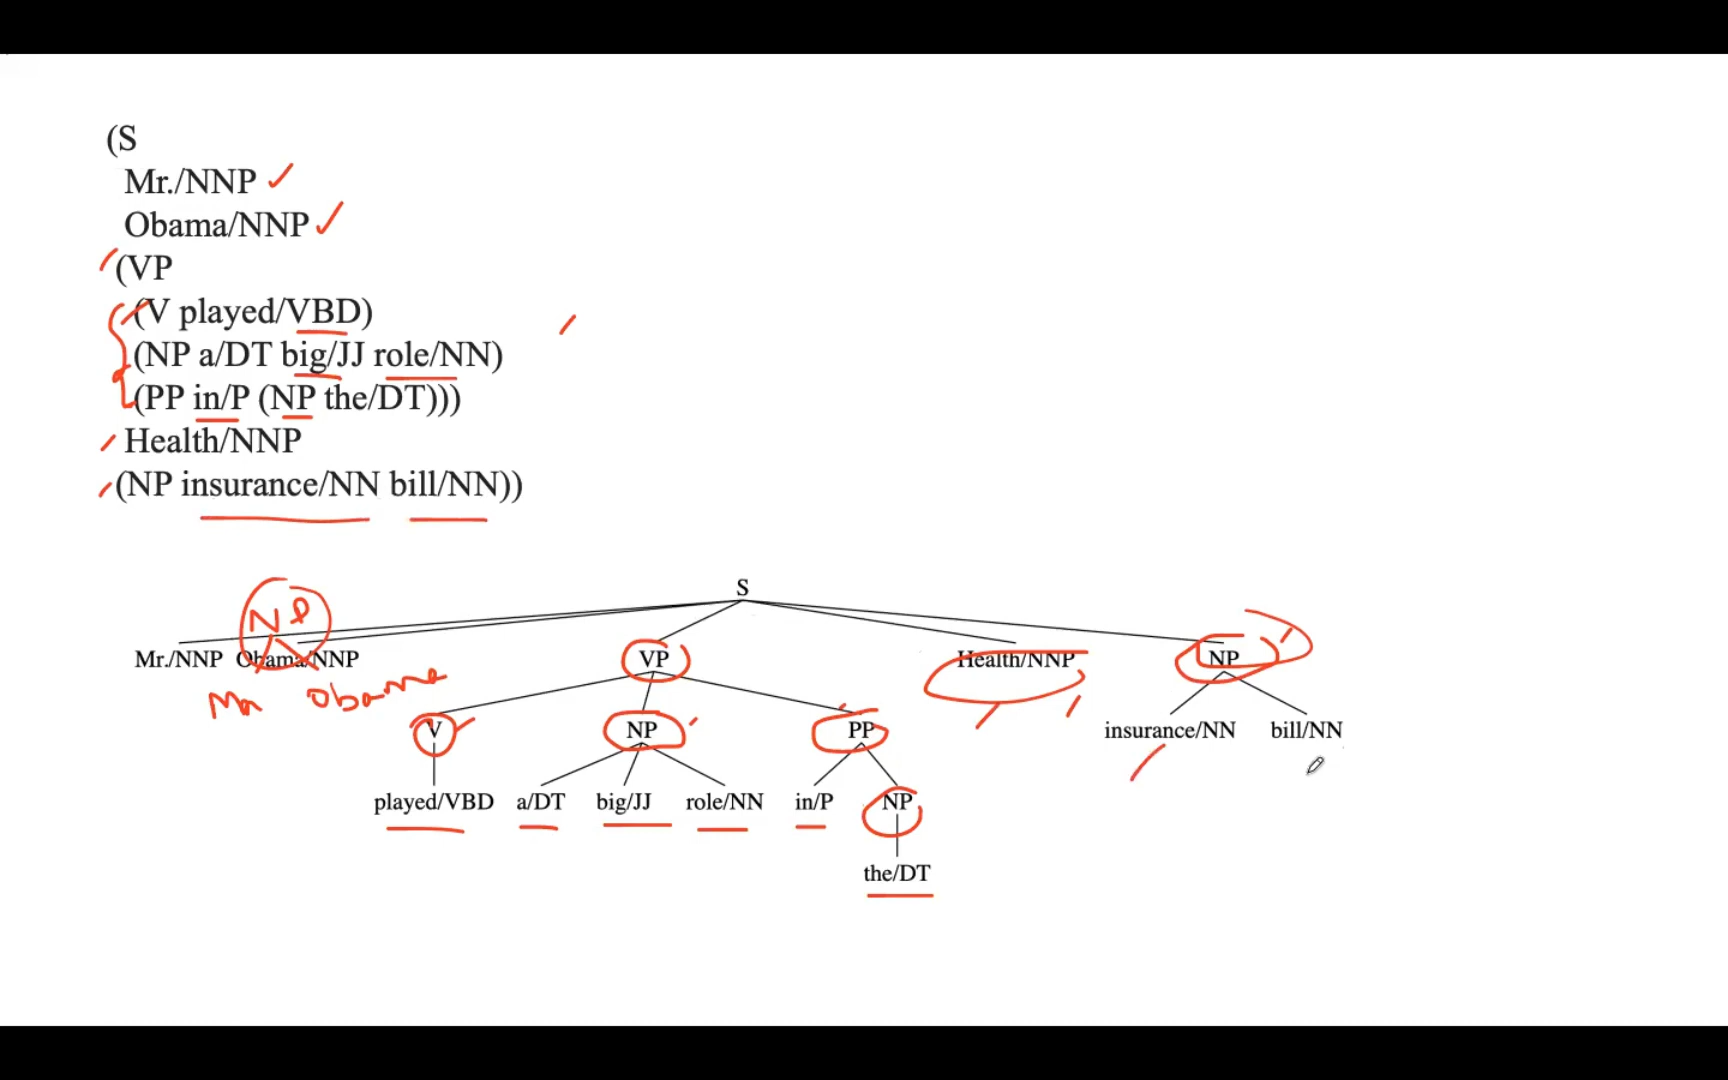 (S
Mr./NNP
Obama/NNP
(VP
(V played/VBD)
(NP a/DT big/JJ role/NN)
(PP in/P (NP the/DT)))
Health/NNP
(NP insurance/NN bill/NN))
S
NP
Mr./NNP Obama/NNP VP Health/NNP NP
Mr Obama
V NP PP insurance/NN bill/NN
played/VBD a/DT big/JJ role/NN in/P NP
the/DT